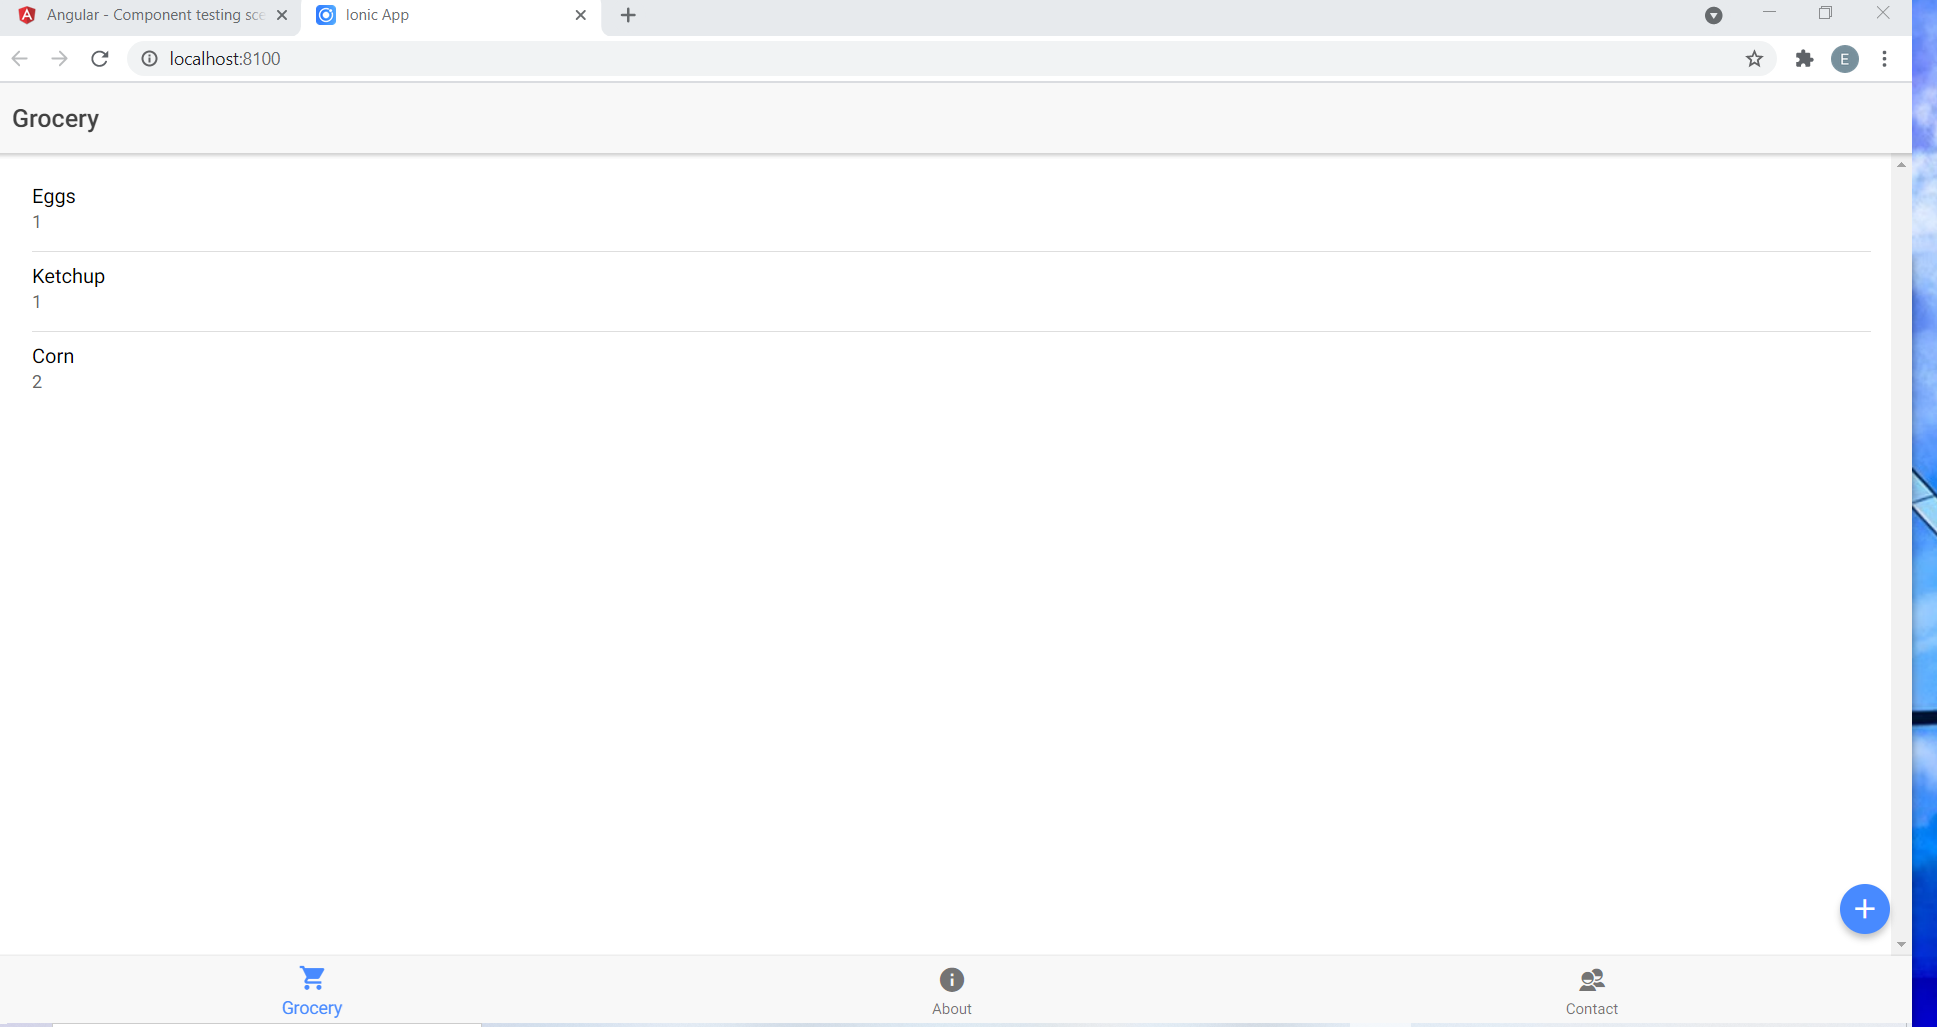 Angular - Component testing sce
Ionic App
localhost:8100
E
Grocery
Eggs
1
Ketchup
1
Corn
2
Grocery
About
Contact